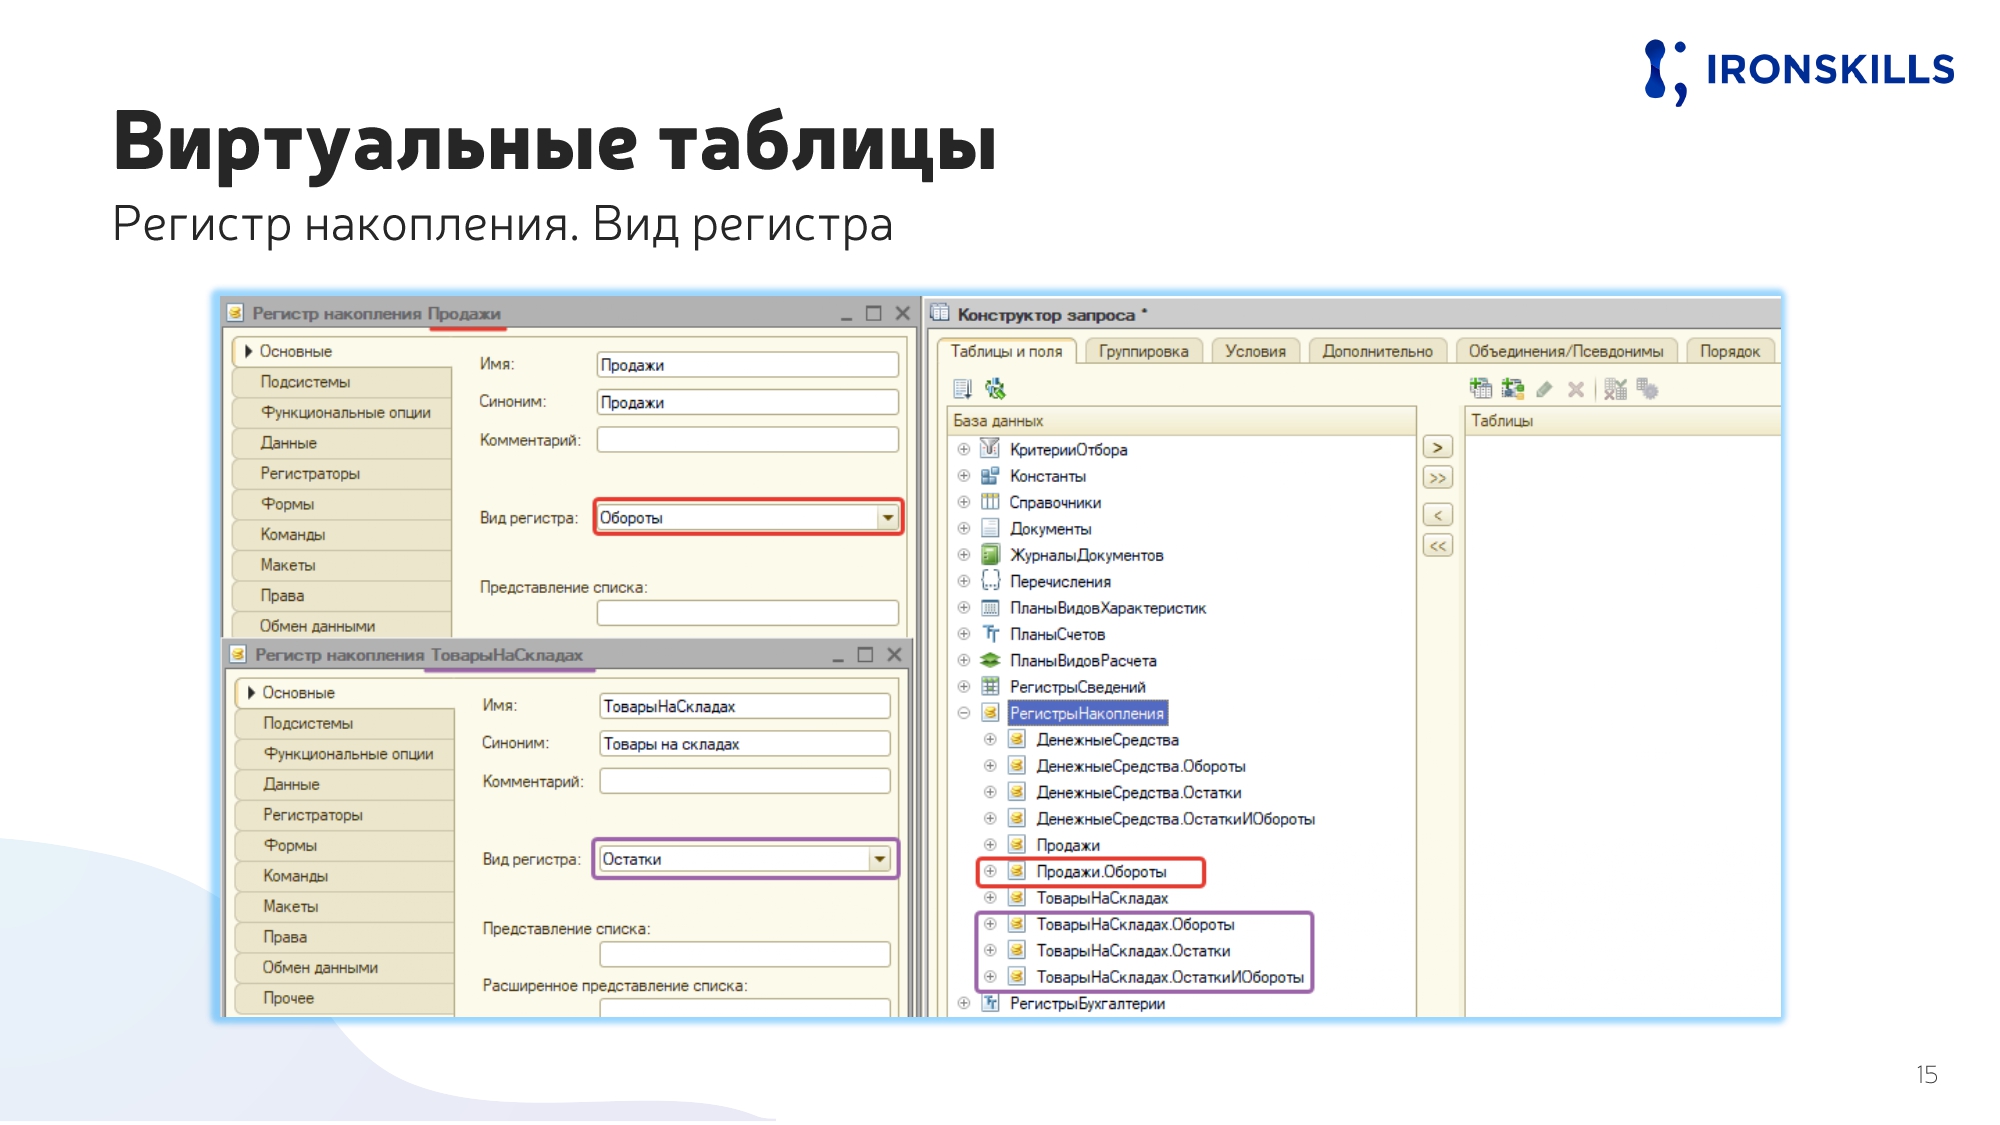 IRONSKILLS
Виртуальные таблицы
Регистр накопления. Вид регистра
Регистр накопления Продажи
Основные
Подсистемы
Функциональные опции
Данные
Регистраторы
Формы
Команды
Макеты
Права
Обмен данными
Имя: Продажи
Синоним: Продажи
Комментарий:
Вид регистра: Обороты
Представление списка:
Регистр накопления ТоварыНаСкладах
Основные
Подсистемы
Функциональные опции
Данные
Регистраторы
Формы
Команды
Макеты
Права
Обмен данными
Прочее
Имя: ТоварыНаСкладах
Синоним: Товары на складах
Комментарий:
Вид регистра: Остатки
Представление списка:
Расширенное представление списка:
Конструктор запроса *
Таблицы и поля Группировка Условия Дополнительно Объединения/Псевдонимы Порядок
База данных
КритерииОтбора
Константы
Справочники
Документы
ЖурналыДокументов
Перечисления
ПланыВидовХарактеристик
ПланыСчетов
ПланыВидовРасчета
РегистрыСведений
РегистрыНакопления
ДенежныеСредства
ДенежныеСредства.Обороты
ДенежныеСредства.Остатки
ДенежныеСредства.ОстаткиИОбороты
Продажи
Продажи.Обороты
ТоварыНаСкладах
ТоварыНаСкладах.Обороты
ТоварыНаСкладах.Остатки
ТоварыНаСкладах.ОстаткиИОбороты
РегистрыБухгалтерии
>
>>
<
<<
Таблицы
15